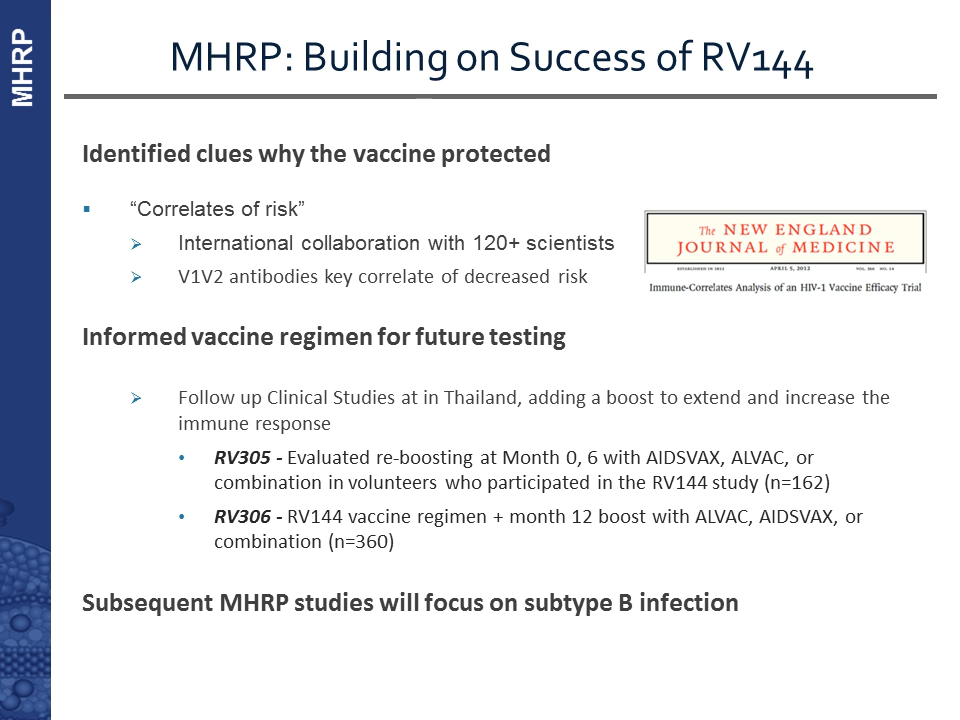 MHRP
MHRP: Building on Success of RV144
Identified clues why the vaccine protected
▪ “Correlates of risk”
➢ International collaboration with 120+ scientists
➢ V1V2 antibodies key correlate of decreased risk
The NEW ENGLAND
JOURNAL of MEDICINE
ESTABLISHED IN 1812 APRIL 5, 2012 VOL. 366 NO. 14
Immune-Correlates Analysis of an HIV-1 Vaccine Efficacy Trial
Informed vaccine regimen for future testing
➢ Follow up Clinical Studies at in Thailand, adding a boost to extend and increase the
immune response
• RV305 - Evaluated re-boosting at Month 0, 6 with AIDSVAX, ALVAC, or
combination in volunteers who participated in the RV144 study (n=162)
• RV306 - RV144 vaccine regimen + month 12 boost with ALVAC, AIDSVAX, or
combination (n=360)
Subsequent MHRP studies will focus on subtype B infection